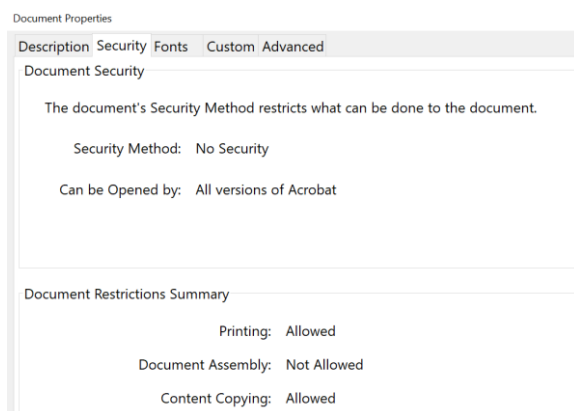 Document Properties
Description Security Fonts Custom Advanced
Document Security
The document's Security Method restricts what can be done to the document.
Security Method: No Security
Can be Opened by: All versions of Acrobat
Document Restrictions Summary
Printing: Allowed
Document Assembly: Not Allowed
Content Copying: Allowed